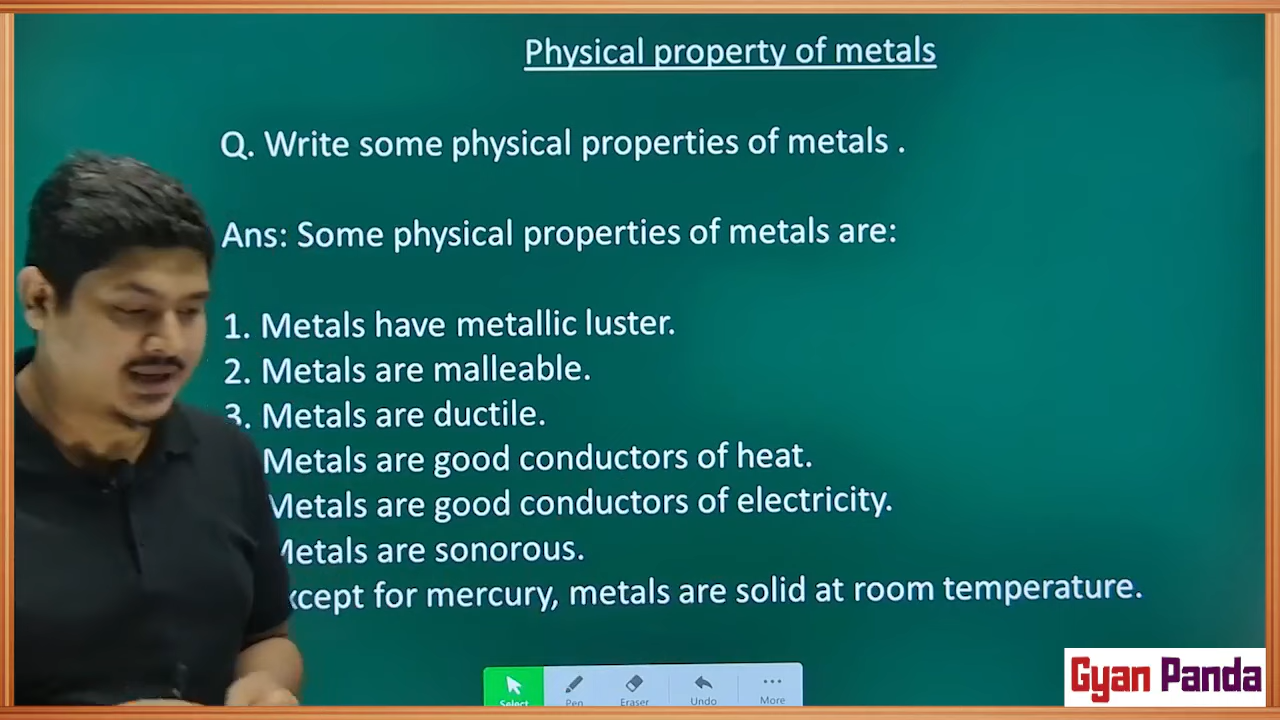 Physical property of metals
Q. Write some physical properties of metals .
Ans: Some physical properties of metals are:
1. Metals have metallic luster.
2. Metals are malleable.
3. Metals are ductile.
Metals are good conductors of heat.
Metals are good conductors of electricity.
Metals are sonorous.
xcept for mercury, metals are solid at room temperature.
Select Pen Eraser Undo More
Gyan Panda